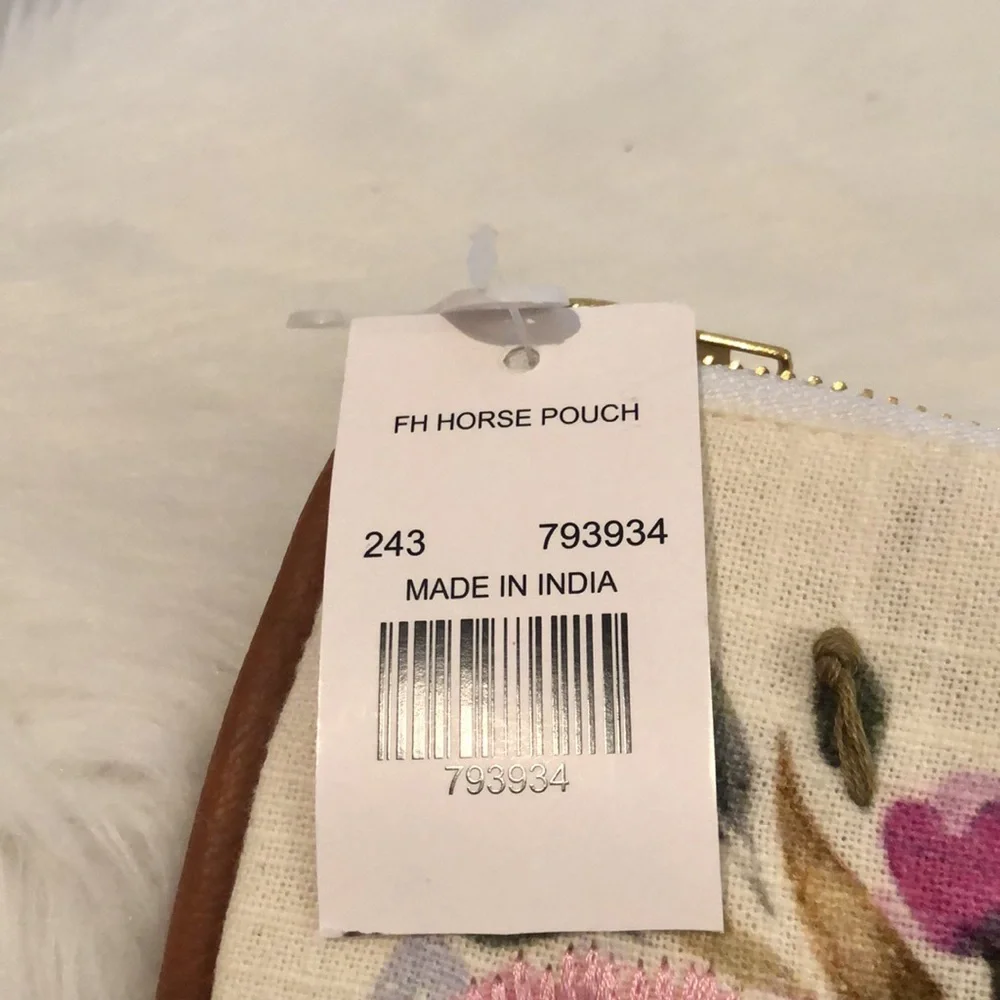 FH HORSE POUCH
243 793934
MADE IN INDIA
793934